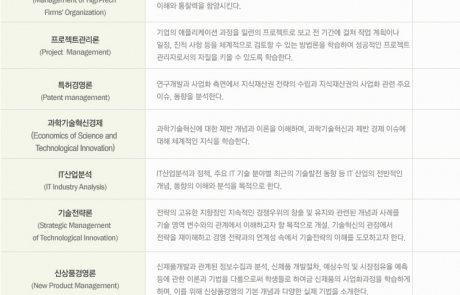 (Management of High-Tech
Firms' Organization)
이해와 통찰력을 함양시킨다.
프로젝트관리론
(Project Management)
기업의 애플리케이션 과정을 일련의 프로젝트로 보고 전 기간에 걸쳐 작업 계획이나
일정, 진척 사항 등을 체계적으로 검토할 수 있는 방법론을 학습하여 성공적인 프로젝트
관리자로서의 자질을 키울 수 있도록 학습한다.
특허경영론
(Patent management)
연구개발과 사업화 측면에서 지식재산권 전략의 수립과 지식재산권의 사업화 관련 주요
이슈, 동향을 분석한다.
과학기술혁신경제
(Economics of Science and
Technological Innovation)
과학기술혁신에 대한 제반 개념과 이론을 이해하며, 과학기술혁신과 제반 경제 이슈에
대해 체계적인 지식을 학습한다.
IT산업분석
(IT Industry Analysis)
IT산업분석과 정책, 주요 IT 기술 분야별 최근의 기술발전 동향 등 IT 산업의 전반적인
개념, 동향의 이해와 분석을 목적으로 한다.
기술전략론
(Strategic Management
of Technological Innovation)
전략의 고유한 지향점인 지속적인 경쟁우위의 창출 및 유지와 관련된 개념과 사례를
기술 영역 변수와의 관계에서 이해하고자 할 목적으로 개설, 기술혁신의 관점에서
전략을 재이해하고 경영 전략과의 연계성 속에서 기술전략의 이해를 도모하고자 한다.
신상품경영론
(New Product Management)
신제품개발과 관계된 정보수집과 분석, 신제품 개발절차, 예상수익 및 시장점유율 예측
등에 관한 이론과 기법을 다룸으로써 학생들로 하여금 신제품의 사업화과정을 학습하게
하며, 이를 위해 신상품경영의 기본 개념과 다양한 실제 기법을 소개한다.